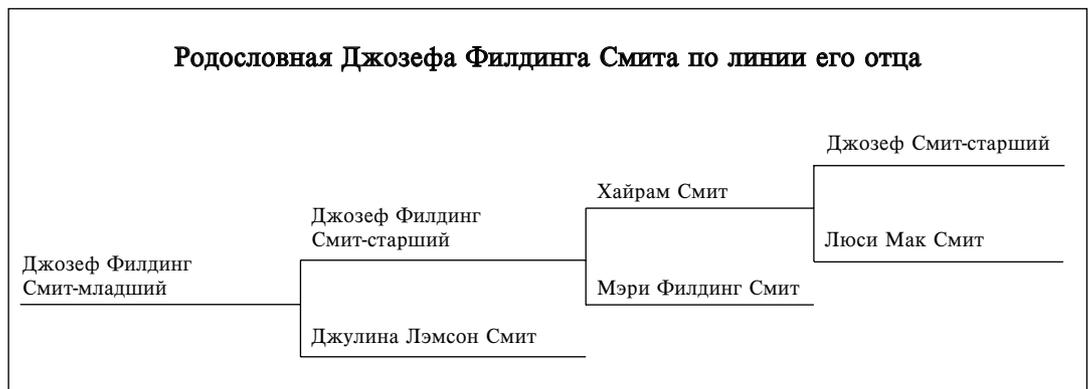 Родословная Джозефа Филдинга Смита по линии его отца
Джозеф Смит-старший
Хайрам Смит
Джозеф Филдинг
Смит-старший
Люси Мак Смит
Джозеф Филдинг
Смит-младший
Мэри Филдинг Смит
Джулина Лэмсон Смит